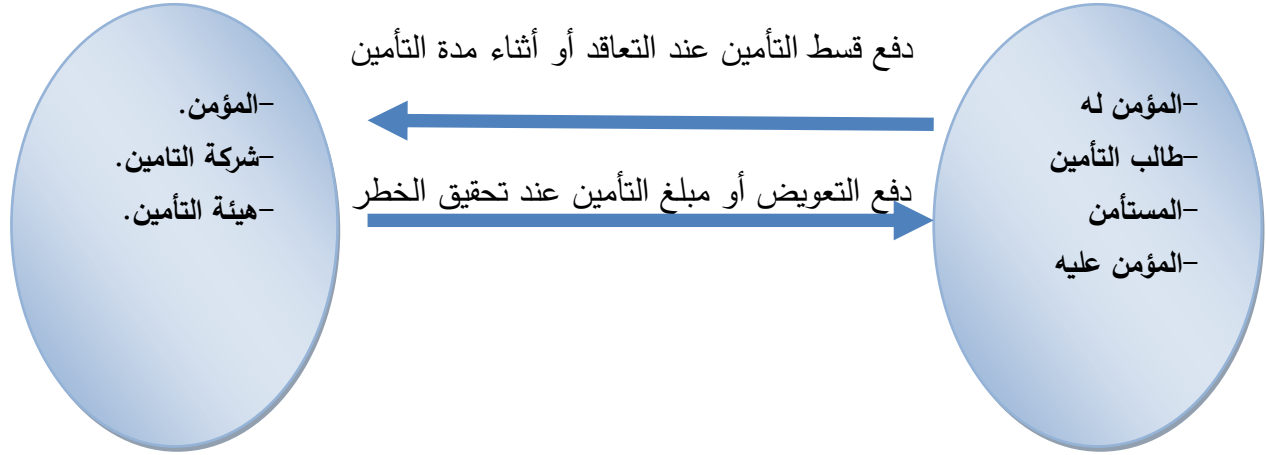 -المؤمن له
-طالب التأمين
-المستأمن
-المؤمن عليه
دفع قسط التأمين عند التعاقد أو أثناء مدة التأمين
دفع التعويض أو مبلغ التأمين عند تحقيق الخطر
-المؤمن.
-شركة التامين.
-هيئة التأمين.